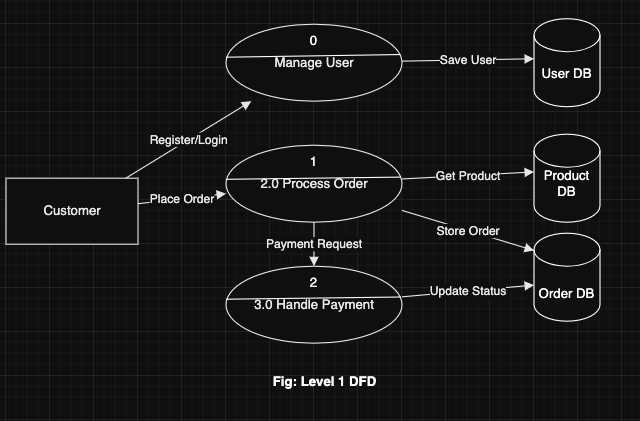 0
Manage User
Save User
User DB
Register/Login
1
2.0 Process Order
Get Product
Product
DB
Customer
Place Order
Store Order
Payment Request
2
3.0 Handle Payment
Update Status
Order DB
Fig: Level 1 DFD